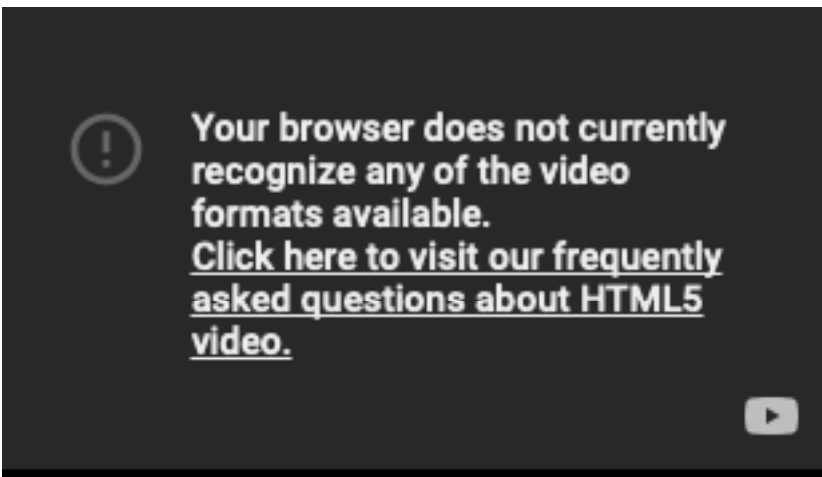 Your browser does not currently
recognize any of the video
formats available.
Click here to visit our frequently
asked questions about HTML5
video.